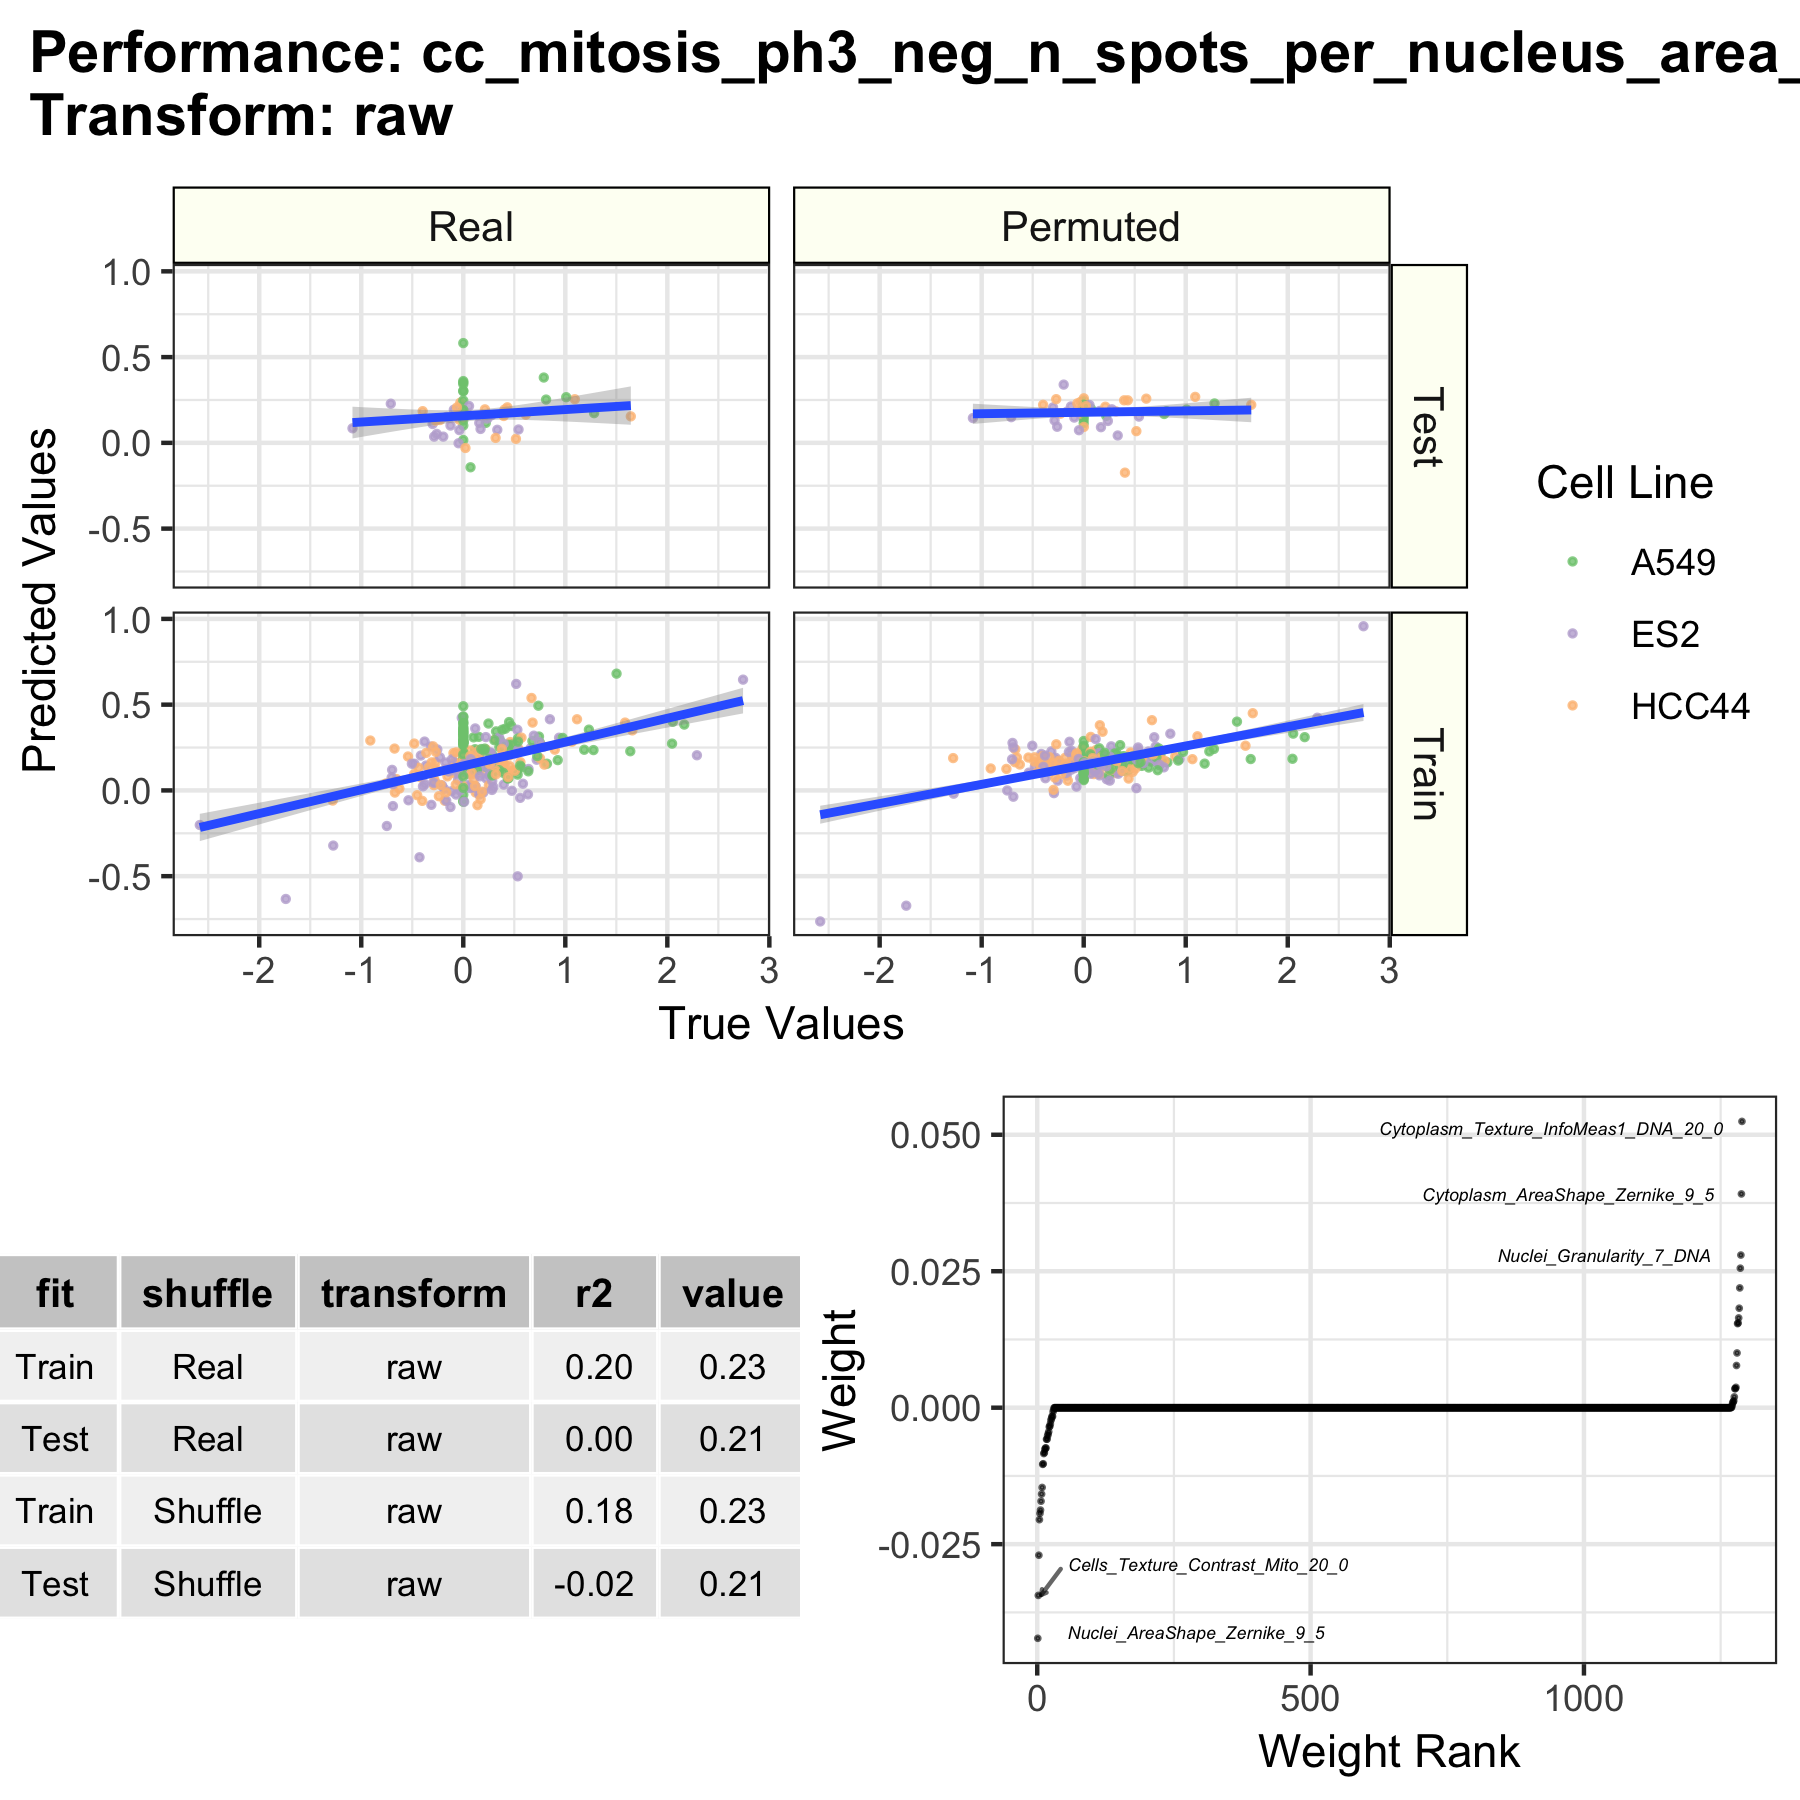 Performance: cc_mitosis_ph3_neg_n_spots_per_nucleus_area_
Transform: raw
Real
Permuted
1.0
0.5
0.0
-0.5
Test
1.0
0.5
0.0
-0.5
Train
Predicted Values
-2 -1 0 1 2 3
-2 -1 0 1 2 3
True Values
Cell Line
A549
ES2
HCC44
fit shuffle transform r2 value
Train Real raw 0.20 0.23
Test Real raw 0.00 0.21
Train Shuffle raw 0.18 0.23
Test Shuffle raw -0.02 0.21
Weight
0.050
0.025
0.000
-0.025
Cytoplasm_Texture_InfoMeas1_DNA_20_0
Cytoplasm_AreaShape_Zernike_9_5
Nuclei_Granularity_7_DNA
Cells_Texture_Contrast_Mito_20_0
Nuclei_AreaShape_Zernike_9_5
0 500 1000
Weight Rank